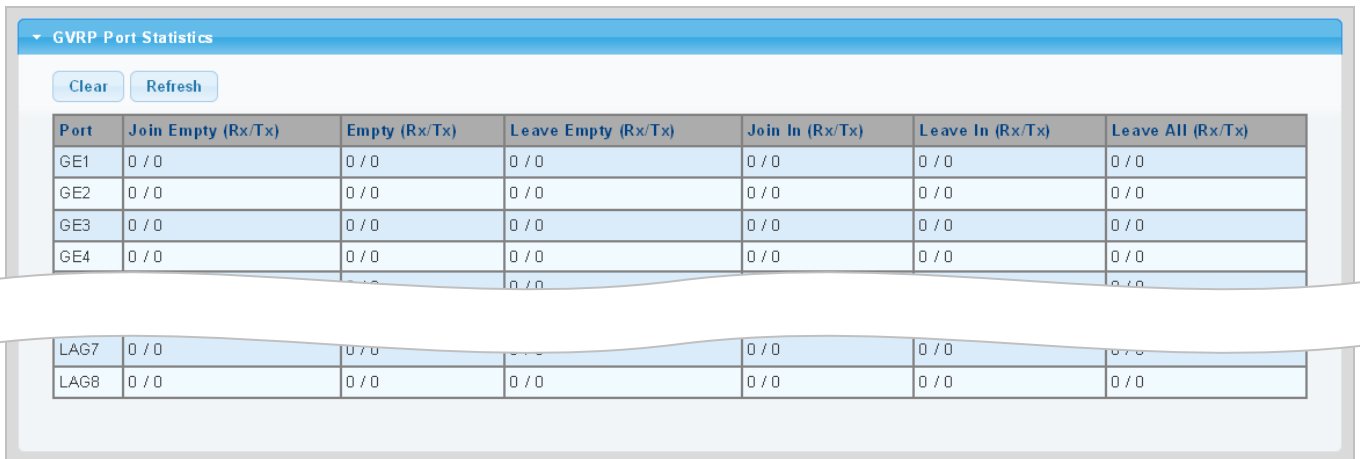 GVRP Port Statistics
Clear Refresh
Port Join Empty (Rx/Tx) Empty (Rx/Tx) Leave Empty (Rx/Tx) Join In (Rx/Tx) Leave In (Rx/Tx) Leave All (Rx/Tx)
GE1 0 / 0 0 / 0 0 / 0 0 / 0 0 / 0 0 / 0
GE2 0 / 0 0 / 0 0 / 0 0 / 0 0 / 0 0 / 0
GE3 0 / 0 0 / 0 0 / 0 0 / 0 0 / 0 0 / 0
GE4 0 / 0 0 / 0 0 / 0 0 / 0 0 / 0 0 / 0
0 / 0
LAG7 0 / 0 0 / 0 0 / 0 0 / 0
LAG8 0 / 0 0 / 0 0 / 0 0 / 0 0 / 0 0 / 0